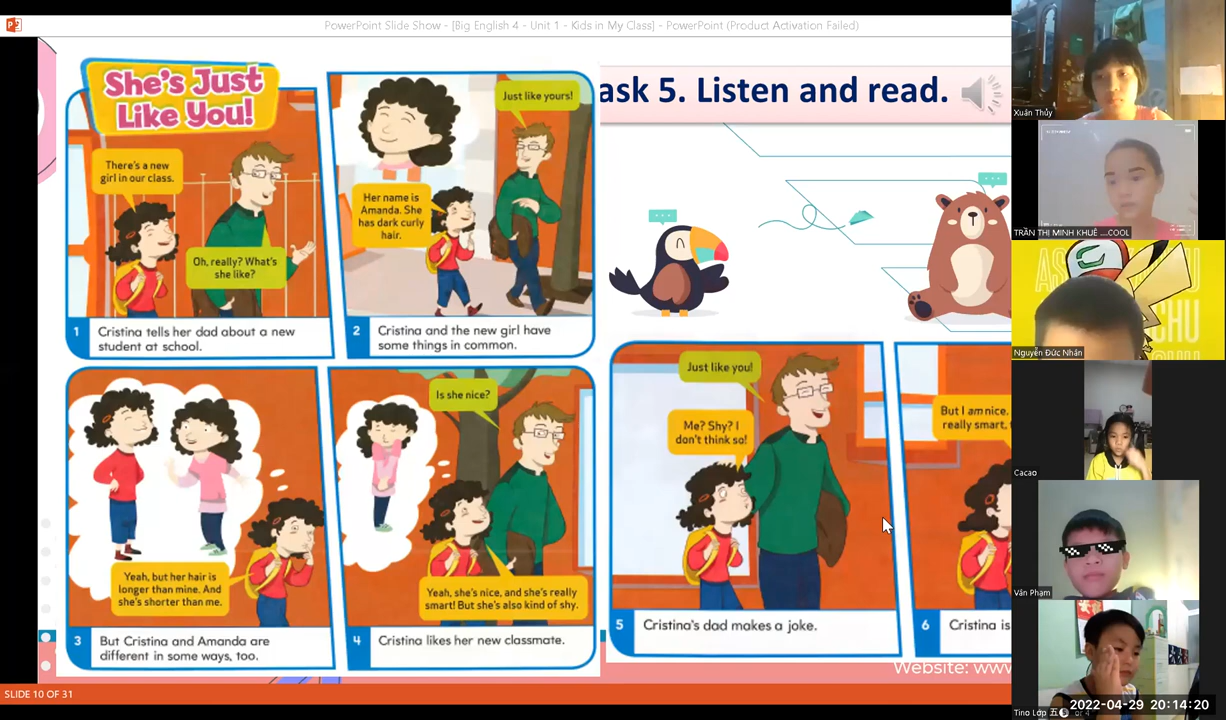 PowerPoint Slide Show - [Big English 4 - Unit 1 - Kids in My Class] - PowerPoint (Product Activation Failed)
She's Just
Like You!
ask 5. Listen and read.
There's a new
girl in our class.
Oh, really? What's
she like?
1 Cristina tells her dad about a new
student at school.
Just like yours!
Her name is
Amanda. She
has dark curly
hair.
2 Cristina and the new girl have
some things in common.
Yeah, but her hair is
longer than mine. And
she's shorter than me.
3 But Cristina and Amanda are
different in some ways, too.
Is she nice?
Yeah, she's nice, and she's really
smart! But she's also kind of shy.
4 Cristina likes her new classmate.
Just like you!
Me? Shy? I
don't think so!
5 Cristina's dad makes a joke.
But I am nice.
really smart,
6 Cristina is
Website: www
SLIDE 10 OF 31
Xuân Thủy
TRẦN THỊ MINH KHUÊ ...COOL
Nguyễn Đức Nhân
Cacao
Văn Phạm
Tino Lớp
2022-04-29 20:14:20